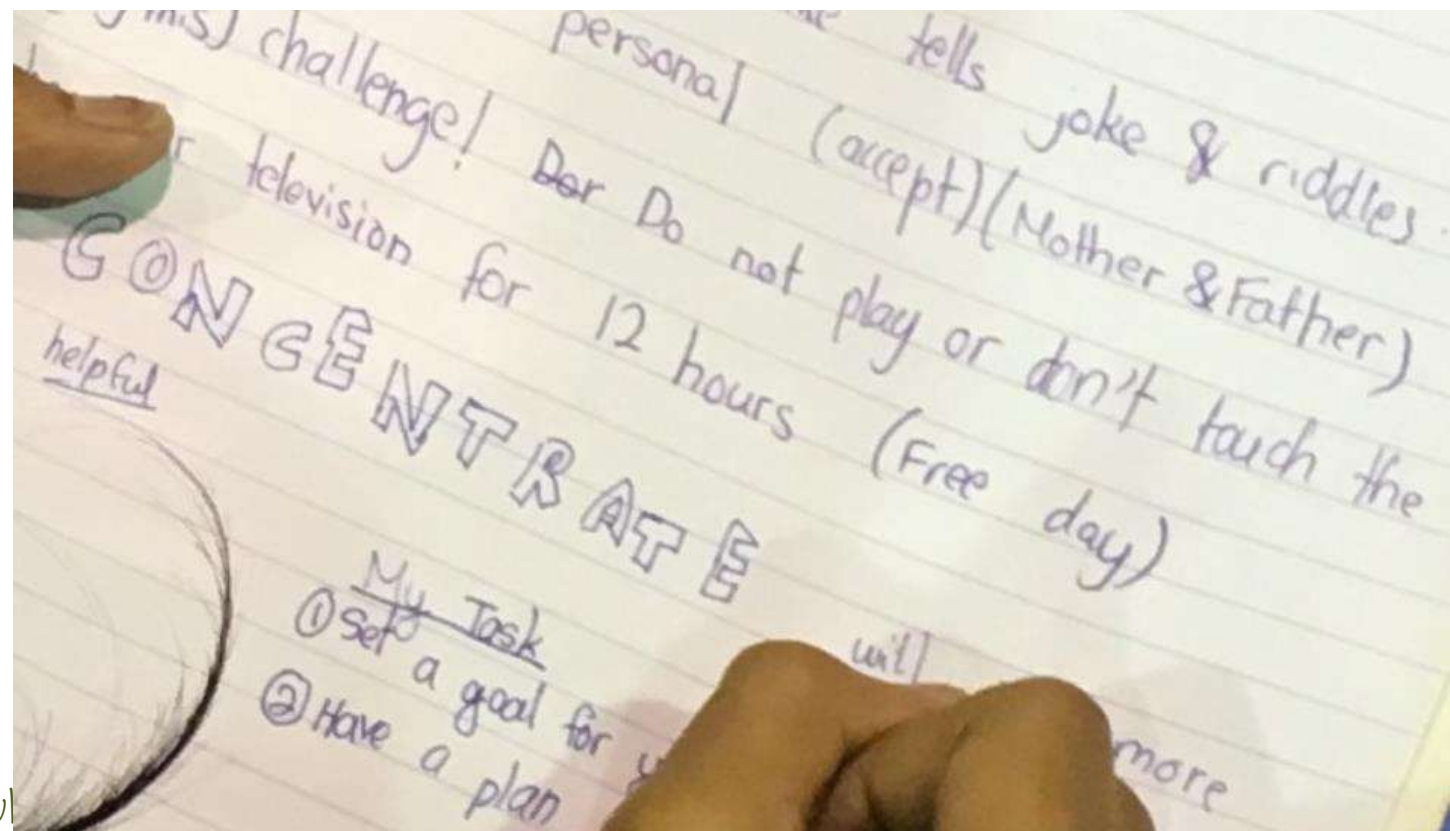 tells joke & riddles.
personal (accept)(Mother & Father)
challenge! Do not play or don't touch the
television for 12 hours (Free day)
CONCENTRATE
helpful
My Task
① Set a goal for
will
② Have a plan
more